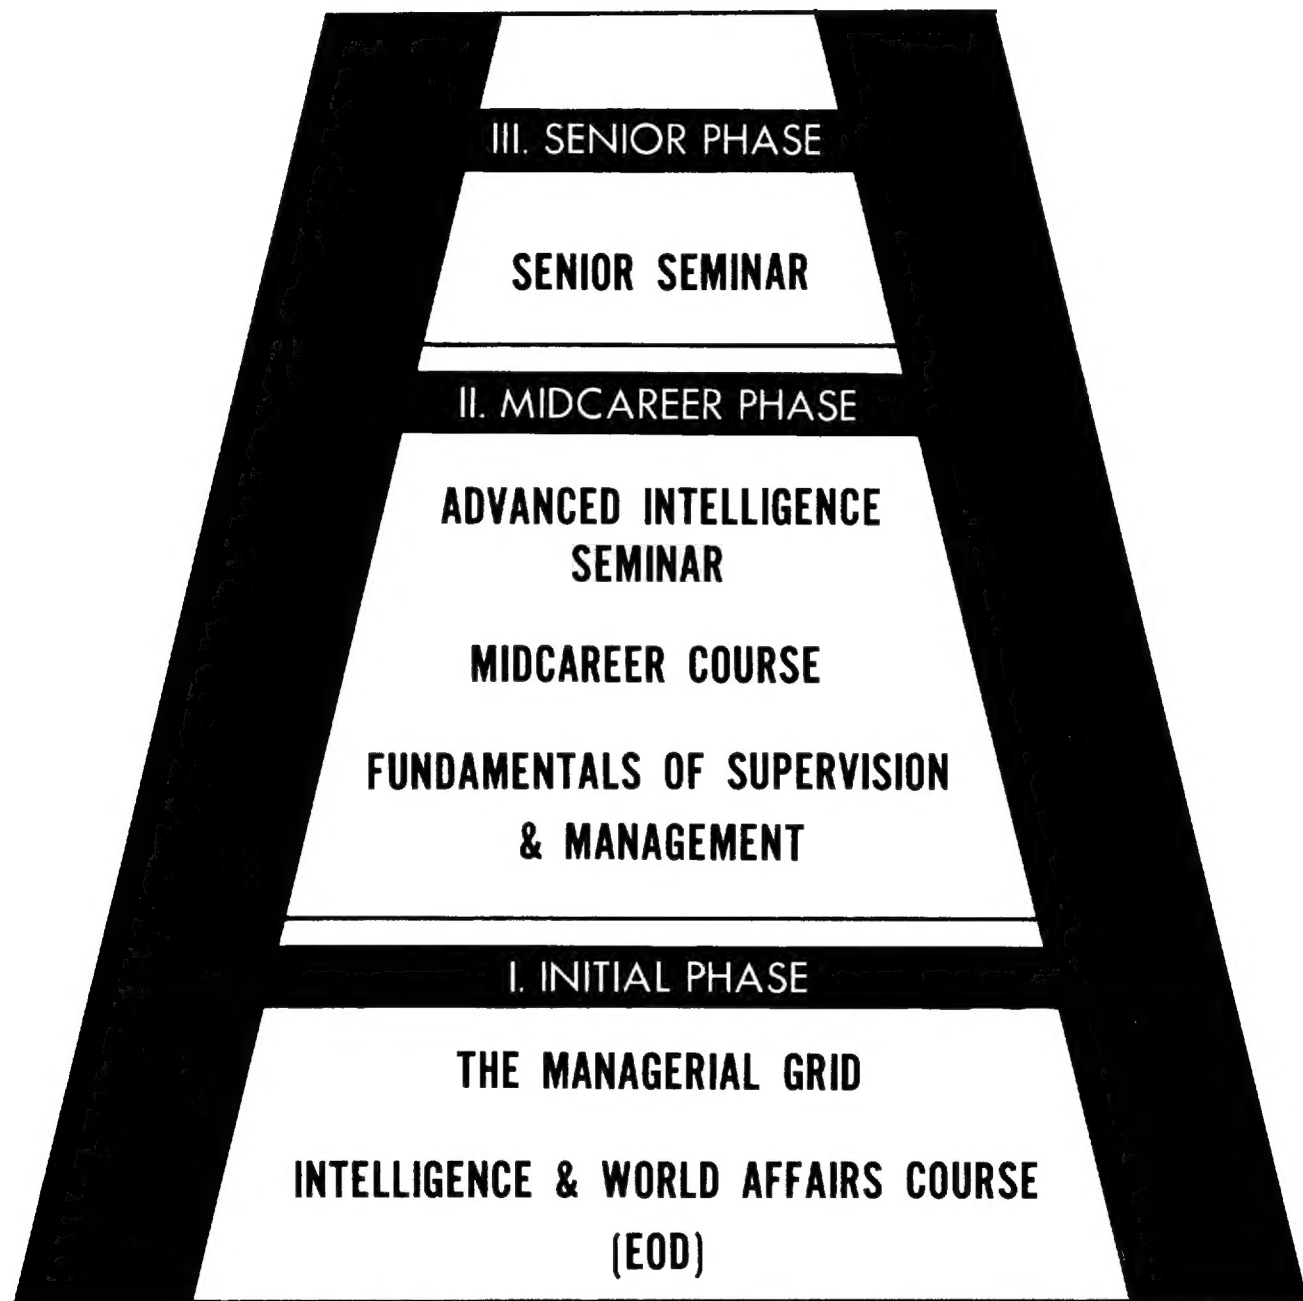 III. SENIOR PHASE
SENIOR SEMINAR
II. MIDCAREER PHASE
ADVANCED INTELLIGENCE
SEMINAR
MIDCAREER COURSE
FUNDAMENTALS OF SUPERVISION
& MANAGEMENT
I. INITIAL PHASE
THE MANAGERIAL GRID
INTELLIGENCE & WORLD AFFAIRS COURSE
(EOD)